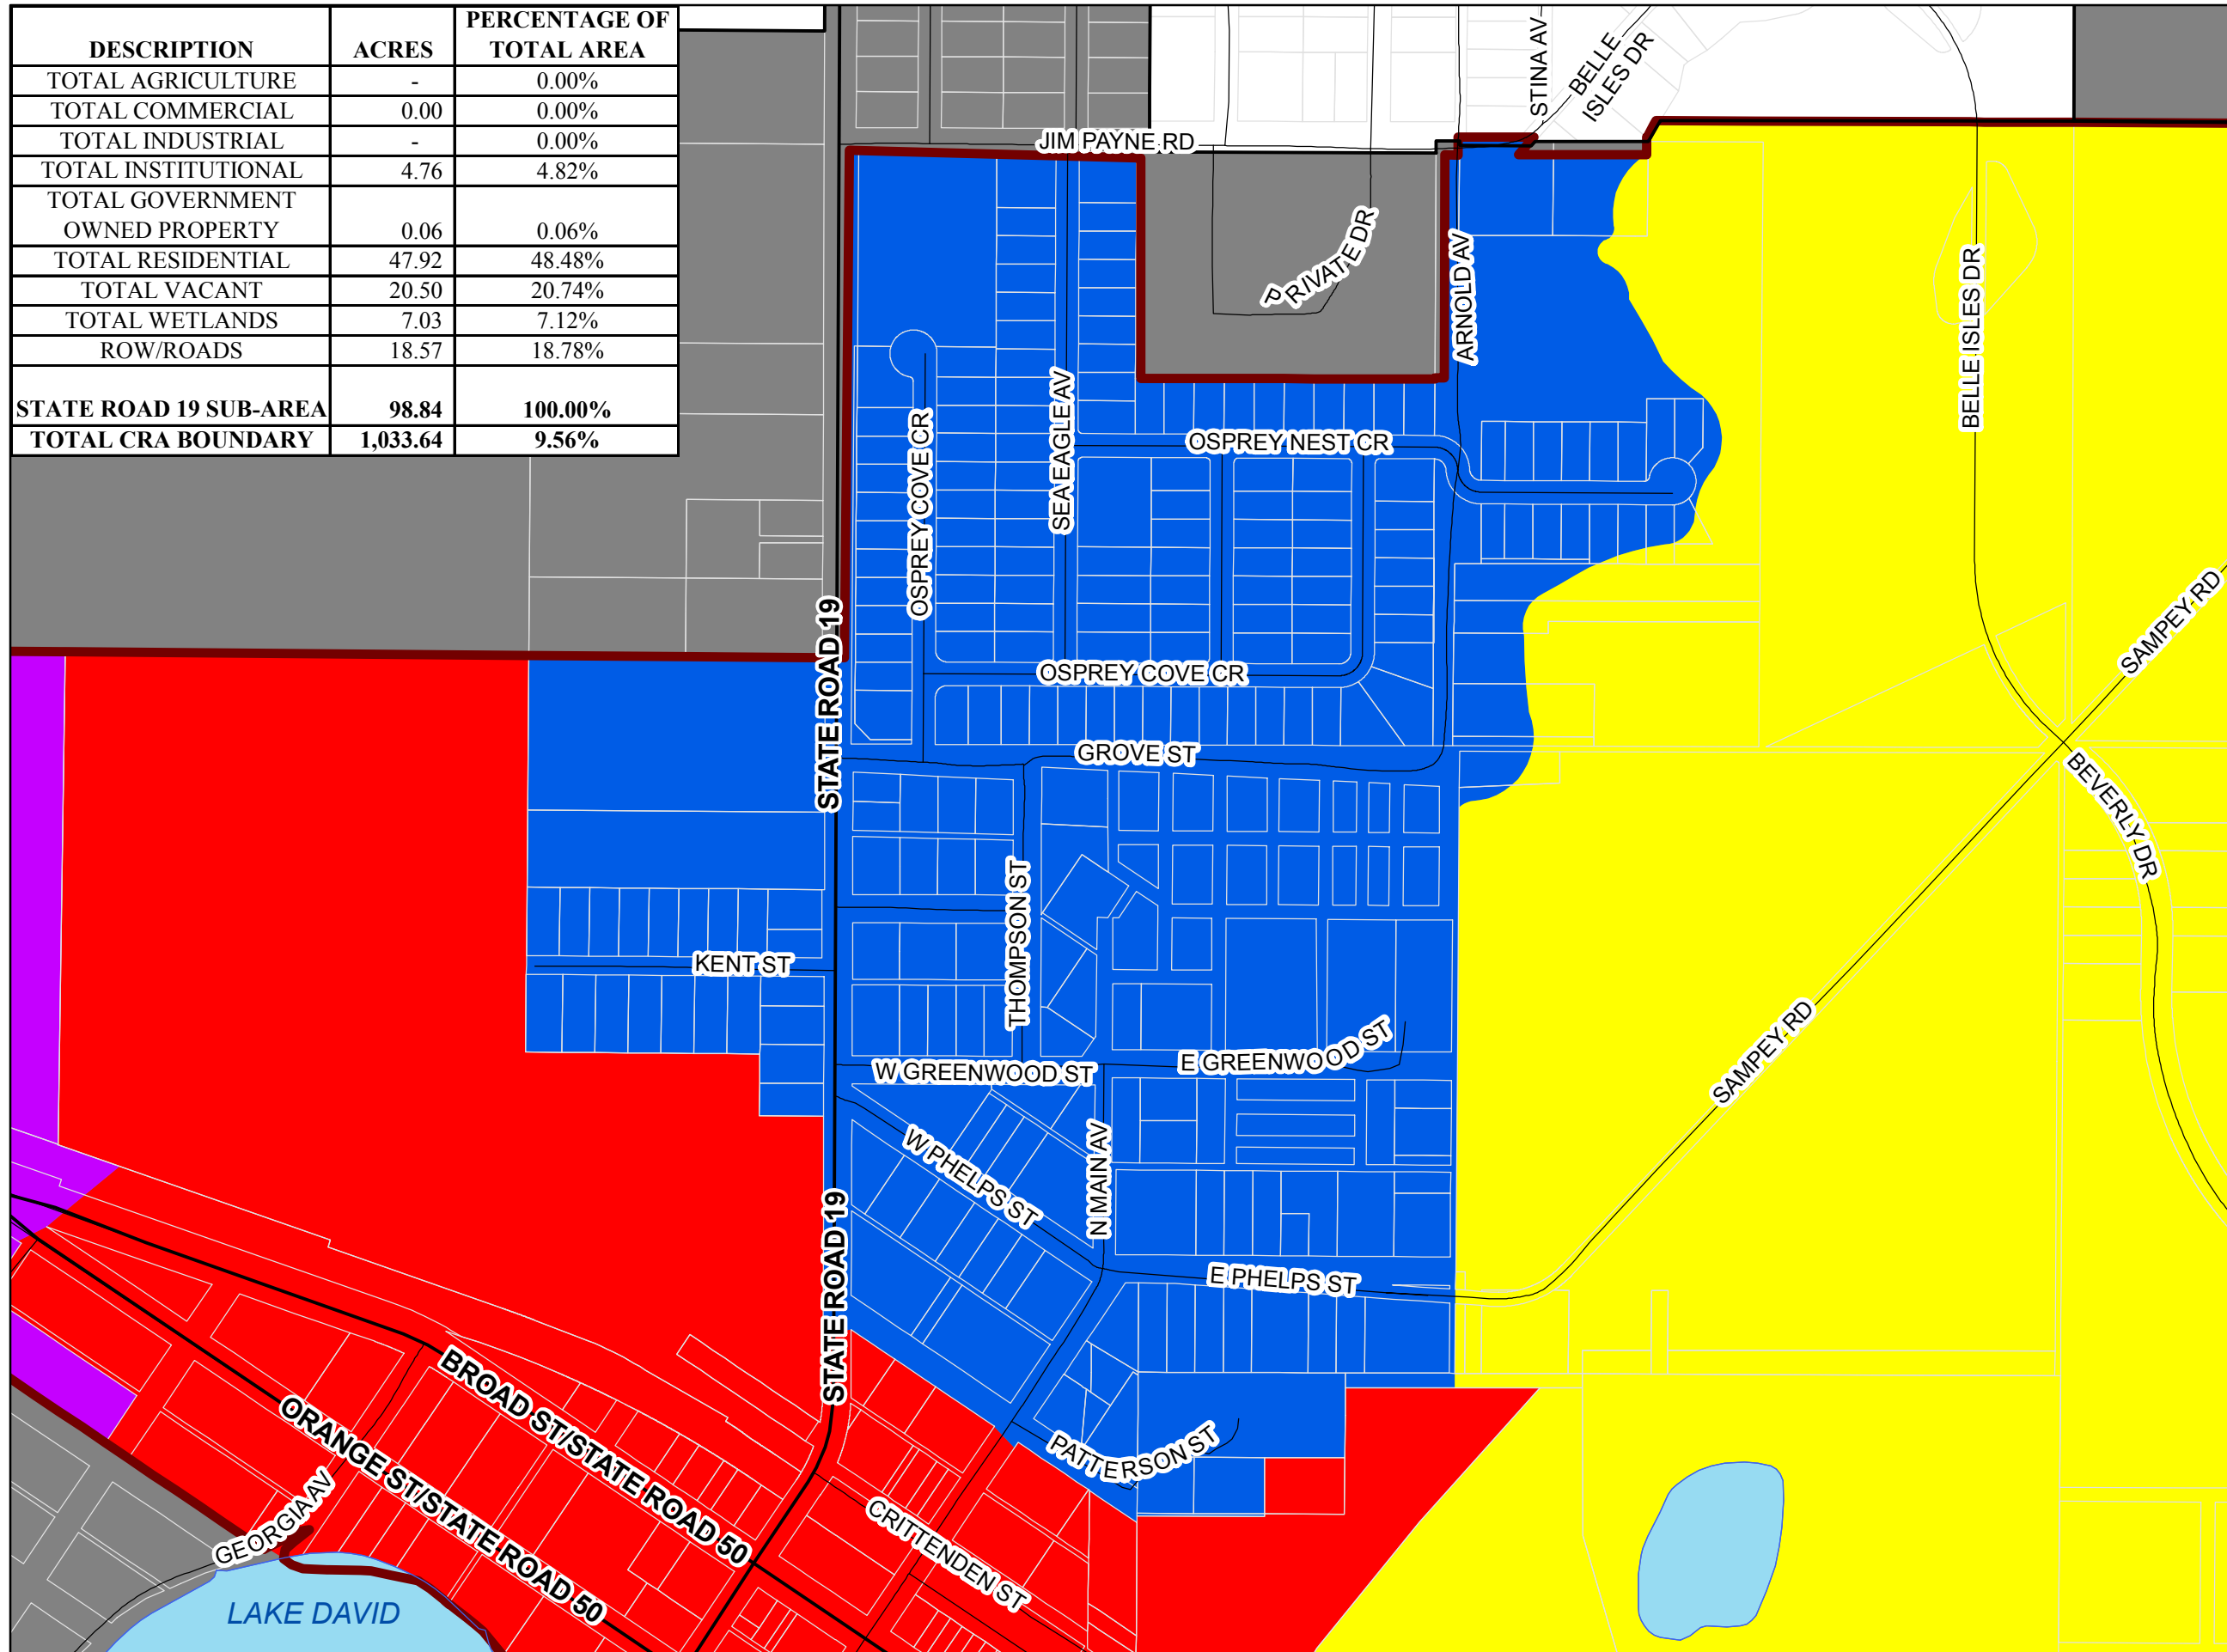 DESCRIPTION ACRES PERCENTAGE OF TOTAL AREA
TOTAL AGRICULTURE - 0.00%
TOTAL COMMERCIAL 0.00 0.00%
TOTAL INDUSTRIAL - 0.00%
TOTAL INSTITUTIONAL 4.76 4.82%
TOTAL GOVERNMENT
OWNED PROPERTY 0.06 0.06%
TOTAL RESIDENTIAL 47.92 48.48%
TOTAL VACANT 20.50 20.74%
TOTAL WETLANDS 7.03 7.12%
ROW/ROADS 18.57 18.78%
STATE ROAD 19 SUB-AREA 98.84 100.00%
TOTAL CRA BOUNDARY 1,033.64 9.56%
STINA AV
BELLE
ISLES DR
JIM PAYNE RD
PRIVATE DR
ARNOLD AV
BELLE ISLES DR
SEA EAGLE AV
OSPREY COVE CR
OSPREY NEST CR
STATE ROAD 19
OSPREY COVE CR
SAMPEY RD
GROVE ST
BEVERLY DR
THOMPSON ST
KENT ST
W GREENWOOD ST
E GREENWOOD ST
SAMPEY RD
W PHELPS ST
N MAIN AV
STATE ROAD 19
E PHELPS ST
BROAD ST/STATE ROAD 50
ORANGE ST/STATE ROAD 50
PATTERSON ST
GEORGIA AV
CRITTENDEN ST
LAKE DAVID